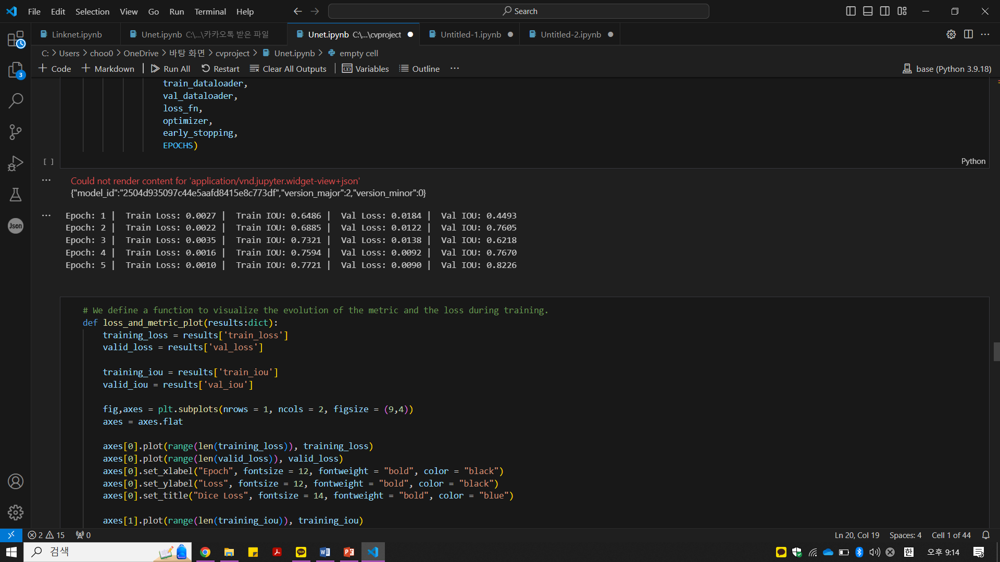 File Edit Selection View Go Run Terminal Help Search
Linknet.ipynb Unet.ipynb C:\...\카카오톡 받은 파일 Unet.ipynb C:\...\cvproject Untitled-1.ipynb Untitled-2.ipynb
C: > Users > choo0 > OneDrive > 바탕 화면 > cvproject > Unet.ipynb > empty cell
+ Code + Markdown | Run All Restart Clear All Outputs | Variables Outline ··· base (Python 3.9.18)
3
train_dataloader,
val_dataloader,
loss_fn,
optimizer,
early_stopping,
EPOCHS)
[ ] Python
Could not render content for 'application/vnd.jupyter.widget-view+json'
{"model_id":"2504d935097c44e5aafd8415e8c773df","version_major":2,"version_minor":0}
Epoch: 1 | Train Loss: 0.0027 | Train IOU: 0.6486 | Val Loss: 0.0184 | Val IOU: 0.4493
Epoch: 2 | Train Loss: 0.0022 | Train IOU: 0.6885 | Val Loss: 0.0122 | Val IOU: 0.7605
Epoch: 3 | Train Loss: 0.0035 | Train IOU: 0.7321 | Val Loss: 0.0138 | Val IOU: 0.6218
Epoch: 4 | Train Loss: 0.0016 | Train IOU: 0.7594 | Val Loss: 0.0092 | Val IOU: 0.7670
Epoch: 5 | Train Loss: 0.0010 | Train IOU: 0.7721 | Val Loss: 0.0090 | Val IOU: 0.8226
Json
# We define a function to visualize the evolution of the metric and the loss during training.
def loss_and_metric_plot(results:dict):
training_loss = results['train_loss']
valid_loss = results['val_loss']
training_iou = results['train_iou']
valid_iou = results['val_iou']
fig,axes = plt.subplots(nrows = 1, ncols = 2, figsize = (9,4))
axes = axes.flat
axes[0].plot(range(len(training_loss)), training_loss)
axes[0].plot(range(len(valid_loss)), valid_loss)
axes[0].set_xlabel("Epoch", fontsize = 12, fontweight = "bold", color = "black")
axes[0].set_ylabel("Loss", fontsize = 12, fontweight = "bold", color = "black")
axes[0].set_title("Dice Loss", fontsize = 14, fontweight = "bold", color = "blue")
axes[1].plot(range(len(training_iou)), training_iou)
2 15 0 Ln 20, Col 19 Spaces: 4 Cell 1 of 44
검색 TALK W P 한 오후 9:14